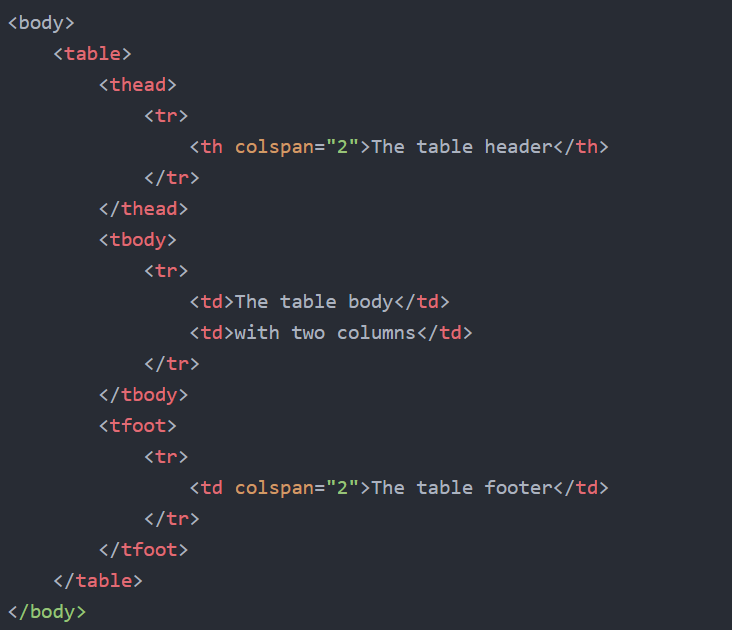 <body>
    <table>
        <thead>
            <tr>
                <th colspan="2">The table header</th>
            </tr>
        </thead>
        <tbody>
            <tr>
                <td>The table body</td>
                <td>with two columns</td>
            </tr>
        </tbody>
        <tfoot>
            <tr>
                <td colspan="2">The table footer</td>
            </tr>
        </tfoot>
    </table>
</body>